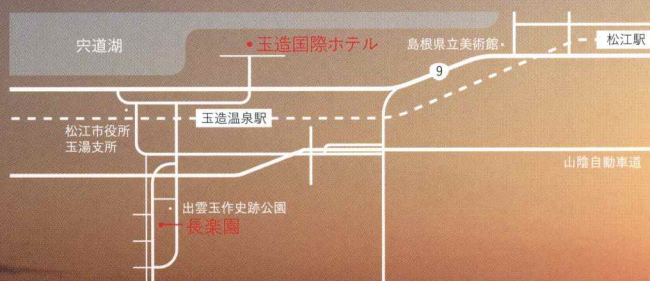 宍道湖
玉造国際ホテル
島根県立美術館
松江駅
9
玉造温泉駅
松江市役所
玉湯支所
山陰自動車道
出雲玉作史跡公園
長楽園